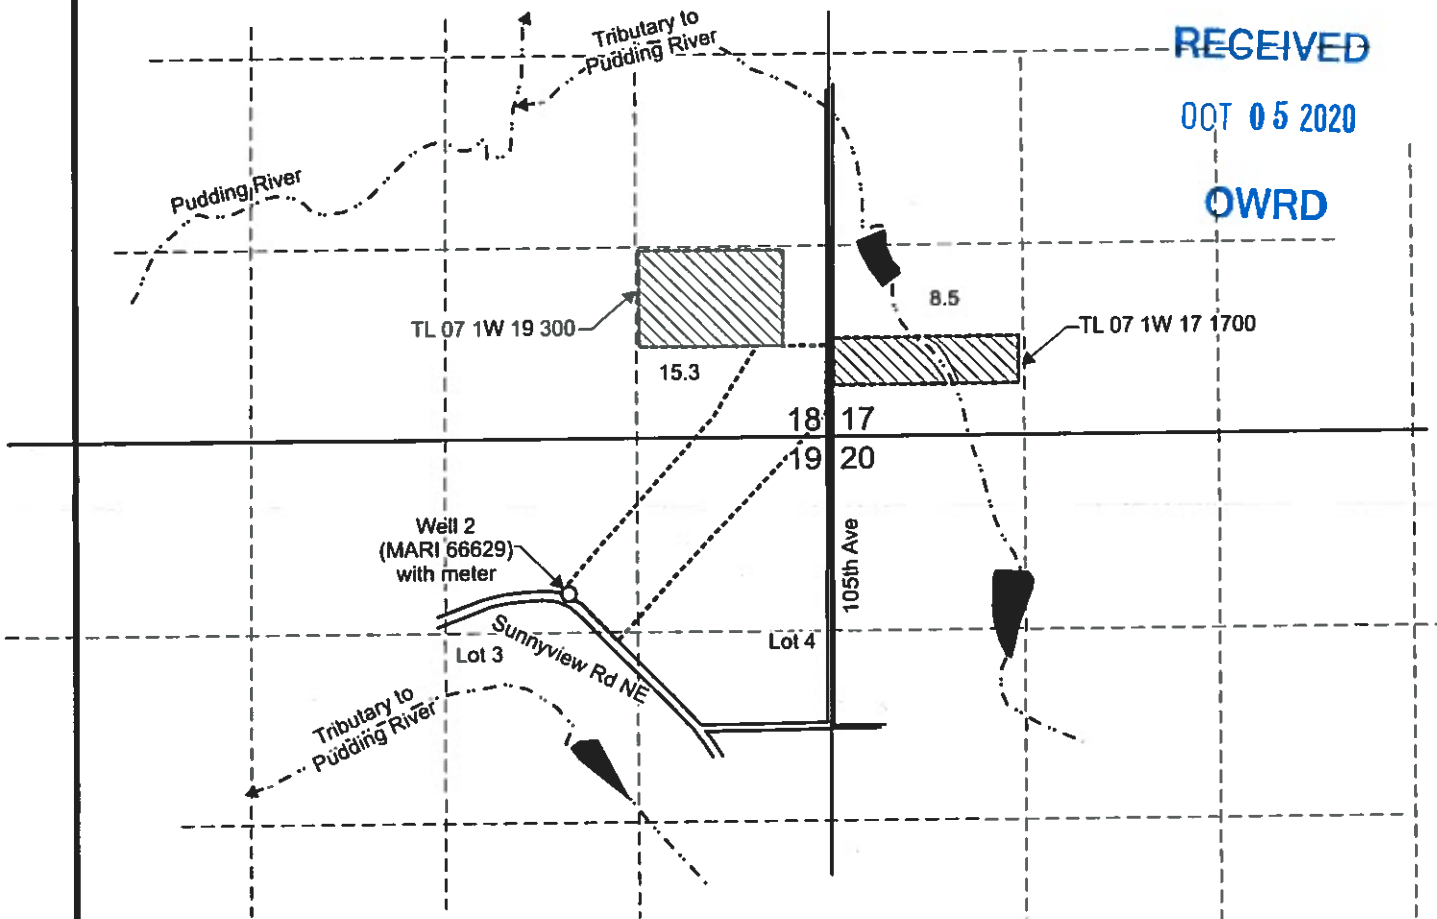 Tributary to
Pudding River
RECEIVED
OCT 05 2020
OWRD
Pudding River
8.5
TL 07 1W 19 300
TL 07 1W 17 1700
15.3
18 17
19 20
Well 2
(MARI 66629)
with meter
105th Ave
Sunnyview Rd NE
Lot 4
Lot 3
Tributary to
Pudding River